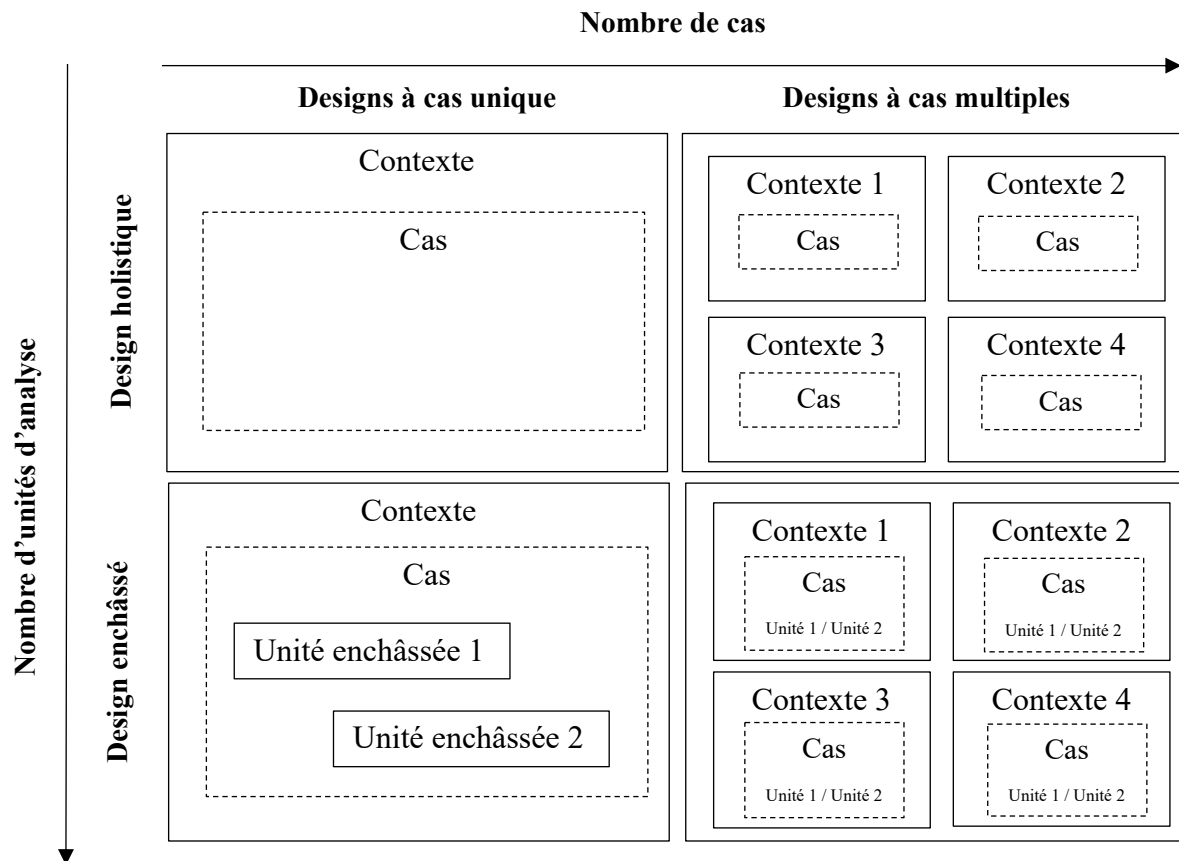 Nombre de cas
Designs à cas unique
Designs à cas multiples
Nombre d'unités d'analyse
Design holistique
Contexte
Cas
Contexte 1
Cas
Contexte 2
Cas
Contexte 3
Cas
Contexte 4
Cas
Design enchâssé
Contexte
Cas
Unité enchâssée 1
Unité enchâssée 2
Contexte 1
Cas
Unité 1 / Unité 2
Contexte 2
Cas
Unité 1 / Unité 2
Contexte 3
Cas
Unité 1 / Unité 2
Contexte 4
Cas
Unité 1 / Unité 2